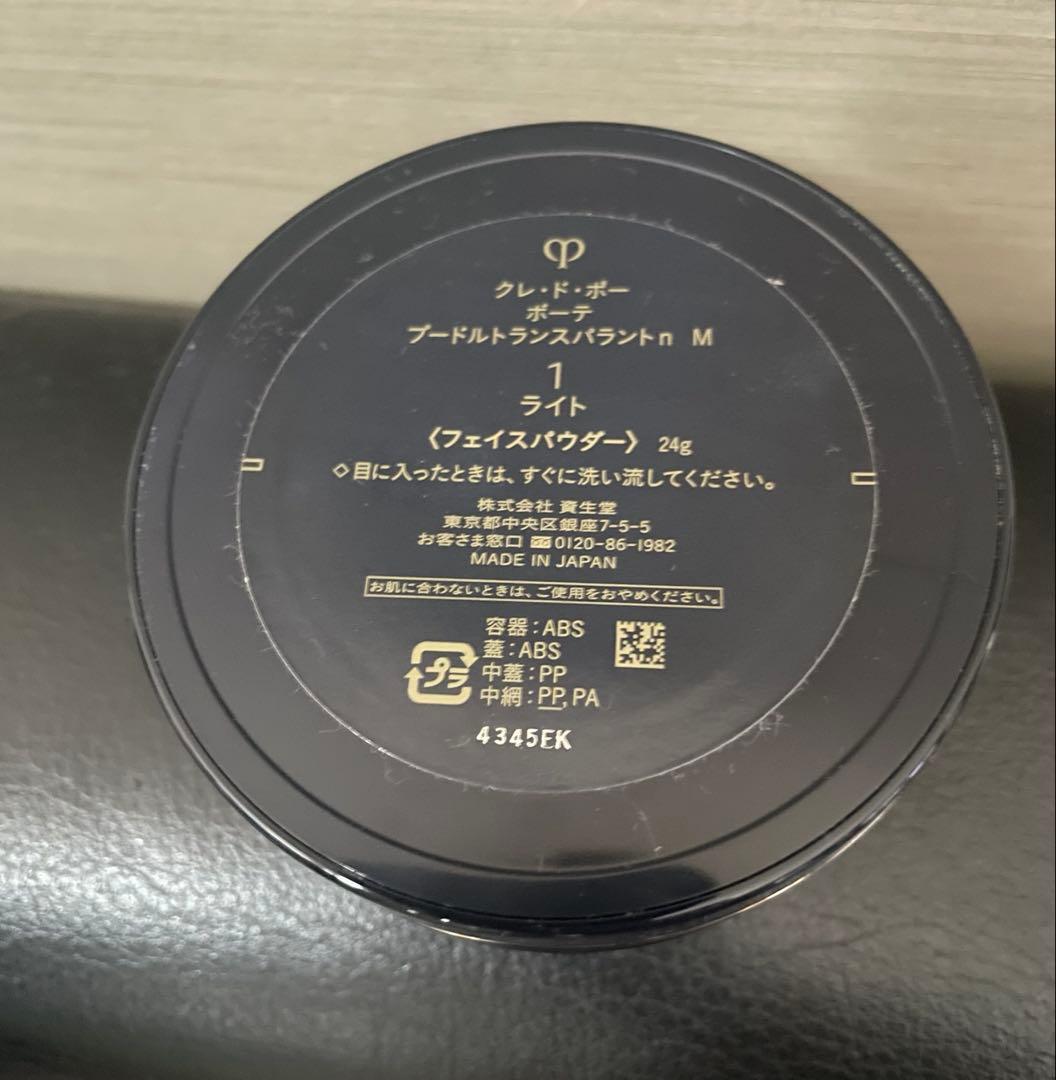 クレ・ド・ポー
ボーテ
プードルトランスパラントn M
1
ライト
〈フェイスパウダー〉 24g
◇目に入ったときは、すぐに洗い流してください。
株式会社 資生堂
東京都中央区銀座7-5-5
お客さま窓口 0120-86-1982
MADE IN JAPAN
お肌に合わないときは、ご使用をおやめください。
プラ
容器:ABS
蓋:ABS
中蓋:PP
中網:PP,PA
4345EK